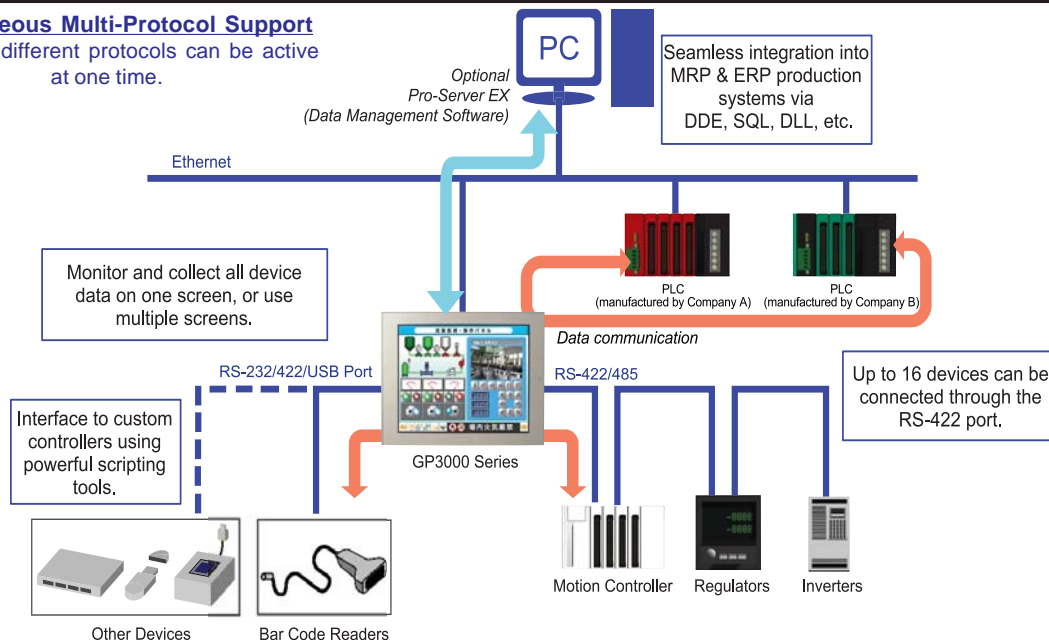 eous Multi-Protocol Support
different protocols can be active
at one time.
PC
Optional
Pro-Server EX
(Data Management Software)
Seamless integration into
MRP & ERP production
systems via
DDE, SQL, DLL, etc.
Ethernet
Monitor and collect all device
data on one screen, or use
multiple screens.
PLC
(manufactured by Company A)
PLC
(manufactured by Company B)
Data communication
RS-232/422/USB Port
RS-422/485
Up to 16 devices can be
connected through the
RS-422 port.
Interface to custom
controllers using
powerful scripting
tools.
GP3000 Series
Motion Controller
Regulators
Inverters
Other Devices
Bar Code Readers